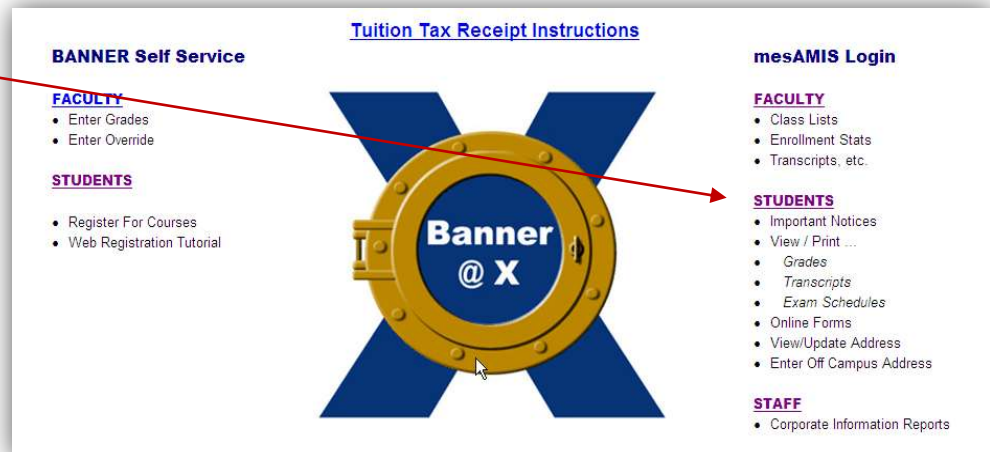 Tuition Tax Receipt Instructions
BANNER Self Service
FACULTY
• Enter Grades
• Enter Override
STUDENTS
• Register For Courses
• Web Registration Tutorial
Banner
@ X
mesAMIS Login
FACULTY
• Class Lists
• Enrollment Stats
• Transcripts, etc.
STUDENTS
• Important Notices
• View / Print ...
• Grades
• Transcripts
• Exam Schedules
• Online Forms
• View/Update Address
• Enter Off Campus Address
STAFF
• Corporate Information Reports